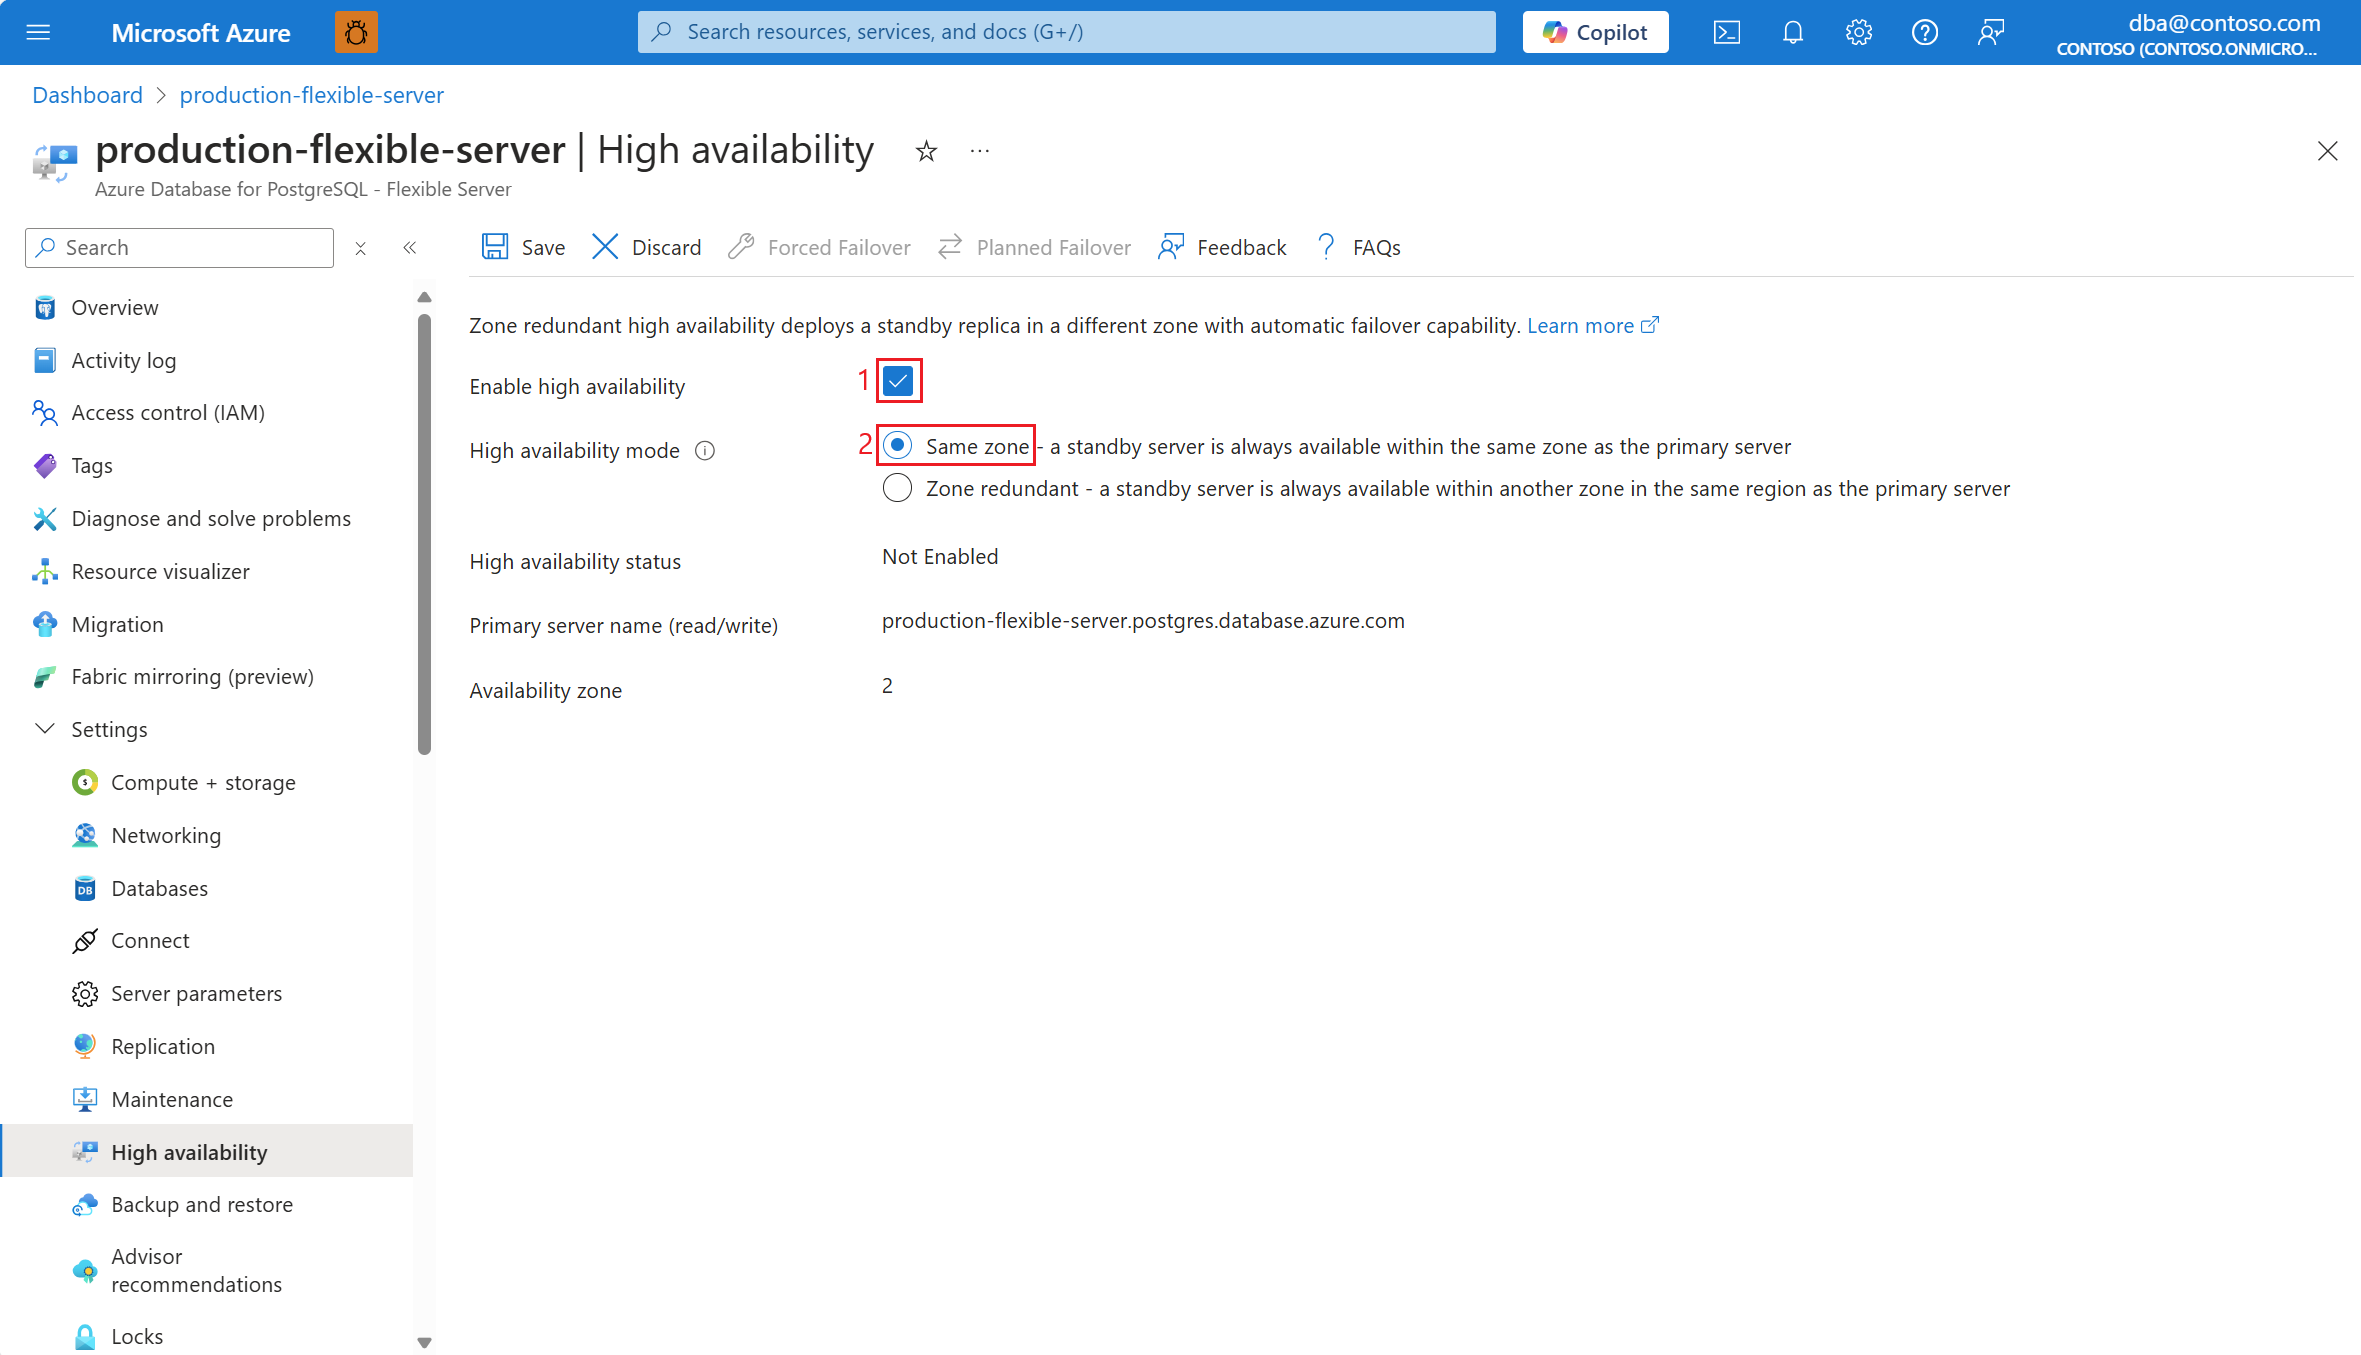 Microsoft Azure
Search resources, services, and docs (G+/)
Copilot
dba@contoso.com
CONTOSO (CONTOSO.ONMICRO...
Dashboard > production-flexible-server
production-flexible-server | High availability
Azure Database for PostgreSQL - Flexible Server
Search
Overview
Activity log
Access control (IAM)
Tags
Diagnose and solve problems
Resource visualizer
Migration
Fabric mirroring (preview)
Settings
Compute + storage
Networking
Databases
Connect
Server parameters
Replication
Maintenance
High availability
Backup and restore
Advisor
recommendations
Locks
Save Discard Forced Failover Planned Failover Feedback FAQs
Zone redundant high availability deploys a standby replica in a different zone with automatic failover capability. Learn more
Enable high availability 1
High availability mode 2 Same zone - a standby server is always available within the same zone as the primary server
Zone redundant - a standby server is always available within another zone in the same region as the primary server
High availability status Not Enabled
Primary server name (read/write) production-flexible-server.postgres.database.azure.com
Availability zone 2